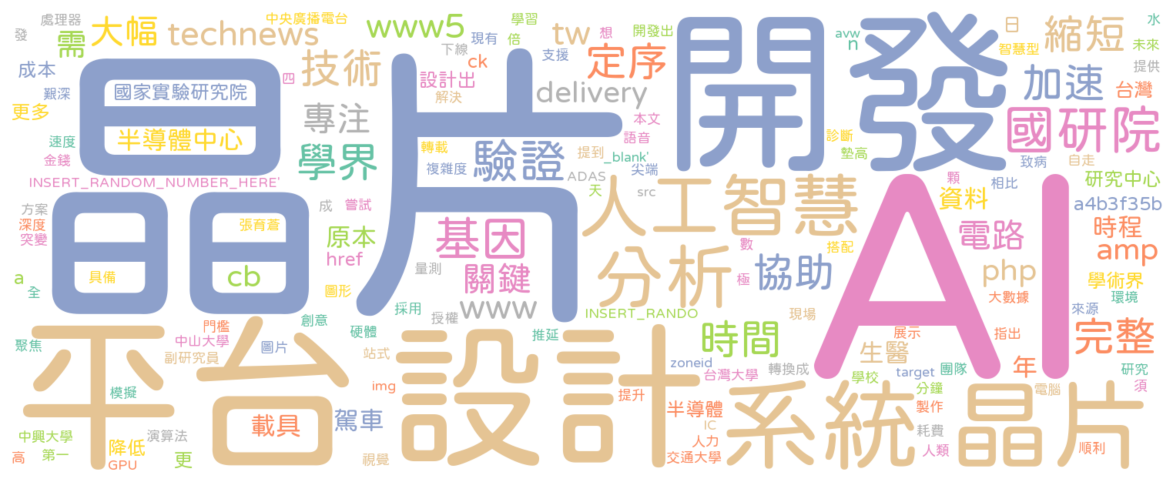 處理器
中央廣播電台
學習
avw
發
需
大幅
technews
www5
倍
現有
tw
想
開發出
n
日
縮短
水
未來
智慧型
下線
支援
成本
四
技術
設計出
ck
定序
開發
加速
提供
台灣
艱深
國家實驗研究院
解決
delivery
更多
半導體中心
專注
本文
國研院
速度
學界
轉載
驗證
提到
_blank'
語音
診斷
墊高
致病
自走
金錢
INSERT_RANDOM_NUMBER_HERE'
複雜度
ADAS
尖端
天
src
人工智慧
顆
相比
研究中心
方案
成
嘗試
資料
a4b3f35b
深度
突變
張育蒼
原本
基因
數
搭配
電路
時程
amp
晶片
href
關鍵
分析
協助
極
php
學術界
a
具備
cb
量測
全
圖形
採用
www
INSERT_RANDO
現場
大數據
環境
AI
門檻
創意
硬體
授權
推延
時間
展示
指出
來源
完整
聚焦
中山大學
副研究員
圖片
站式
zoneid
台灣大學
轉換成
生醫
年
研究
平台
設計
模擬
img
提升
學校
target
團隊
須
分鐘
電腦
載具
駕車
半導體
製作
系統
晶片
IC
中興大學
演算法
降低
人力
耗費
高
第一
GPU
更
視覺
交通大學
人類
順利